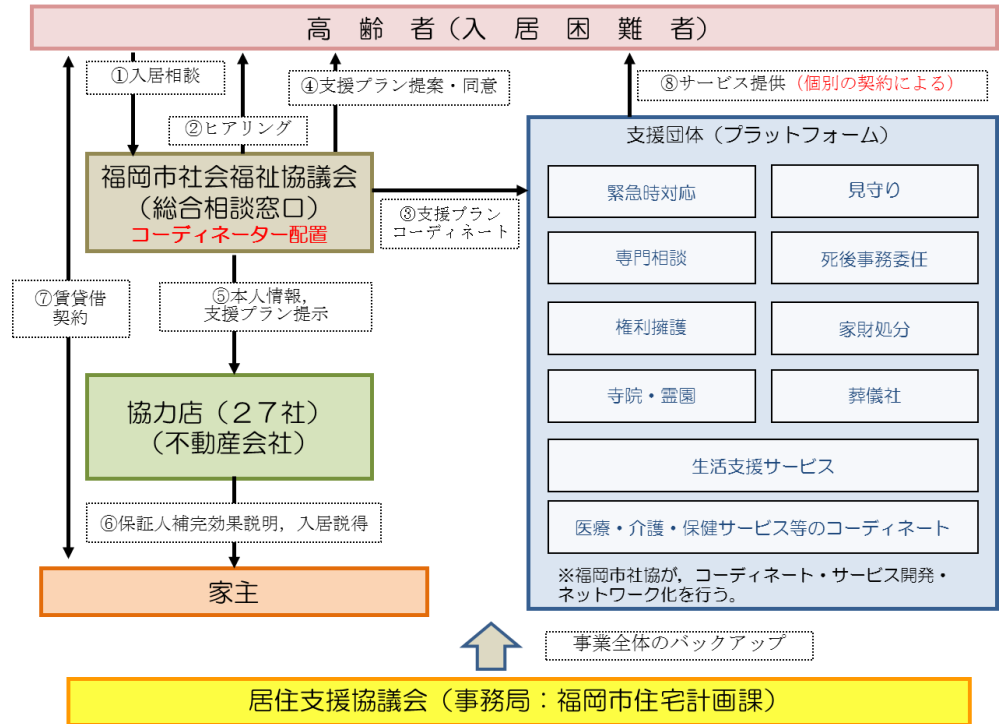 高 齢 者（入 居 困 難 者）
①入居相談
②ヒアリング
④支援プラン提案・同意
⑧サービス提供（個別の契約による）
福岡市社会福祉協議会
（総合相談窓口）
コーディネーター配置
③支援プラン
コーディネート
⑦賃貸借
契約
⑤本人情報，
支援プラン提示
協力店（２７社）
（不動産会社）
⑥保証人補完効果説明，入居説得
家主
支援団体（プラットフォーム）
緊急時対応
見守り
専門相談
死後事務委任
権利擁護
家財処分
寺院・霊園
葬儀社
生活支援サービス
医療・介護・保健サービス等のコーディネート
※福岡市社協が，コーディネート・サービス開発・
ネットワーク化を行う。
事業全体のバックアップ
居住支援協議会（事務局：福岡市住宅計画課）